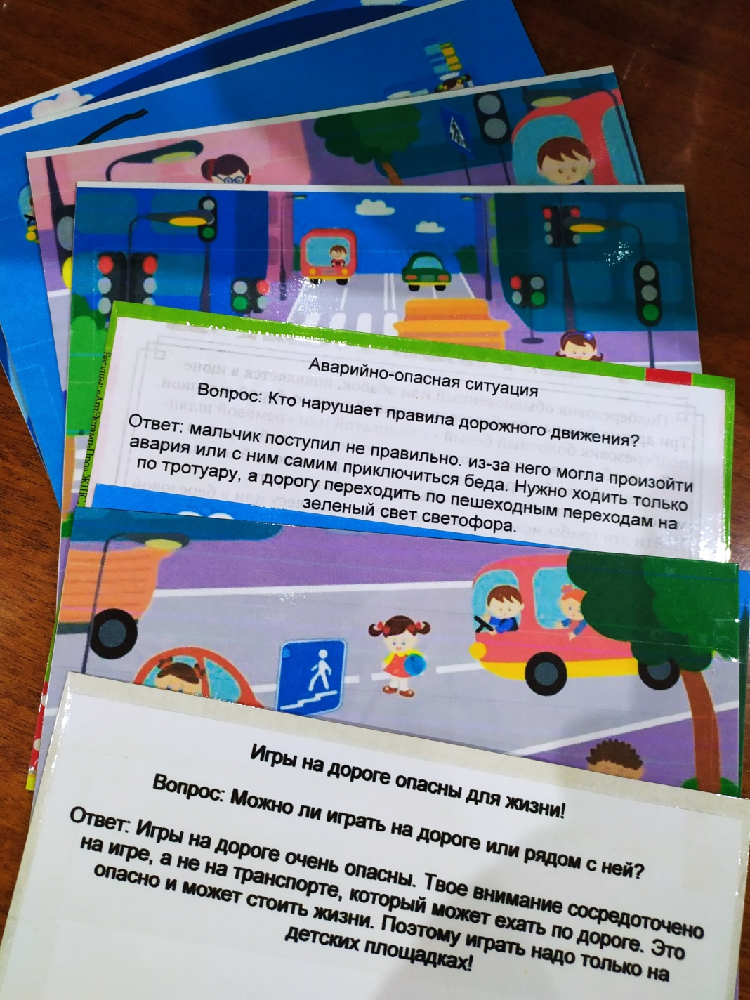 Аварийно-опасная ситуация
Вопрос: Кто нарушает правила дорожного движения?
Ответ: мальчик поступил не правильно. из-за него могла произойти
авария или с ним самим приключиться беда. Нужно ходить только
по тротуару, а дорогу переходить по пешеходным переходам на
зеленый свет светофора.
Игры на дороге опасны для жизни!
Вопрос: Можно ли играть на дороге или рядом с ней?
Ответ: Игры на дороге очень опасны. Твое внимание сосредоточено
на игре, а не на транспорте, который может ехать по дороге. Это
опасно и может стоить жизни. Поэтому играть надо только на
детских площадках!